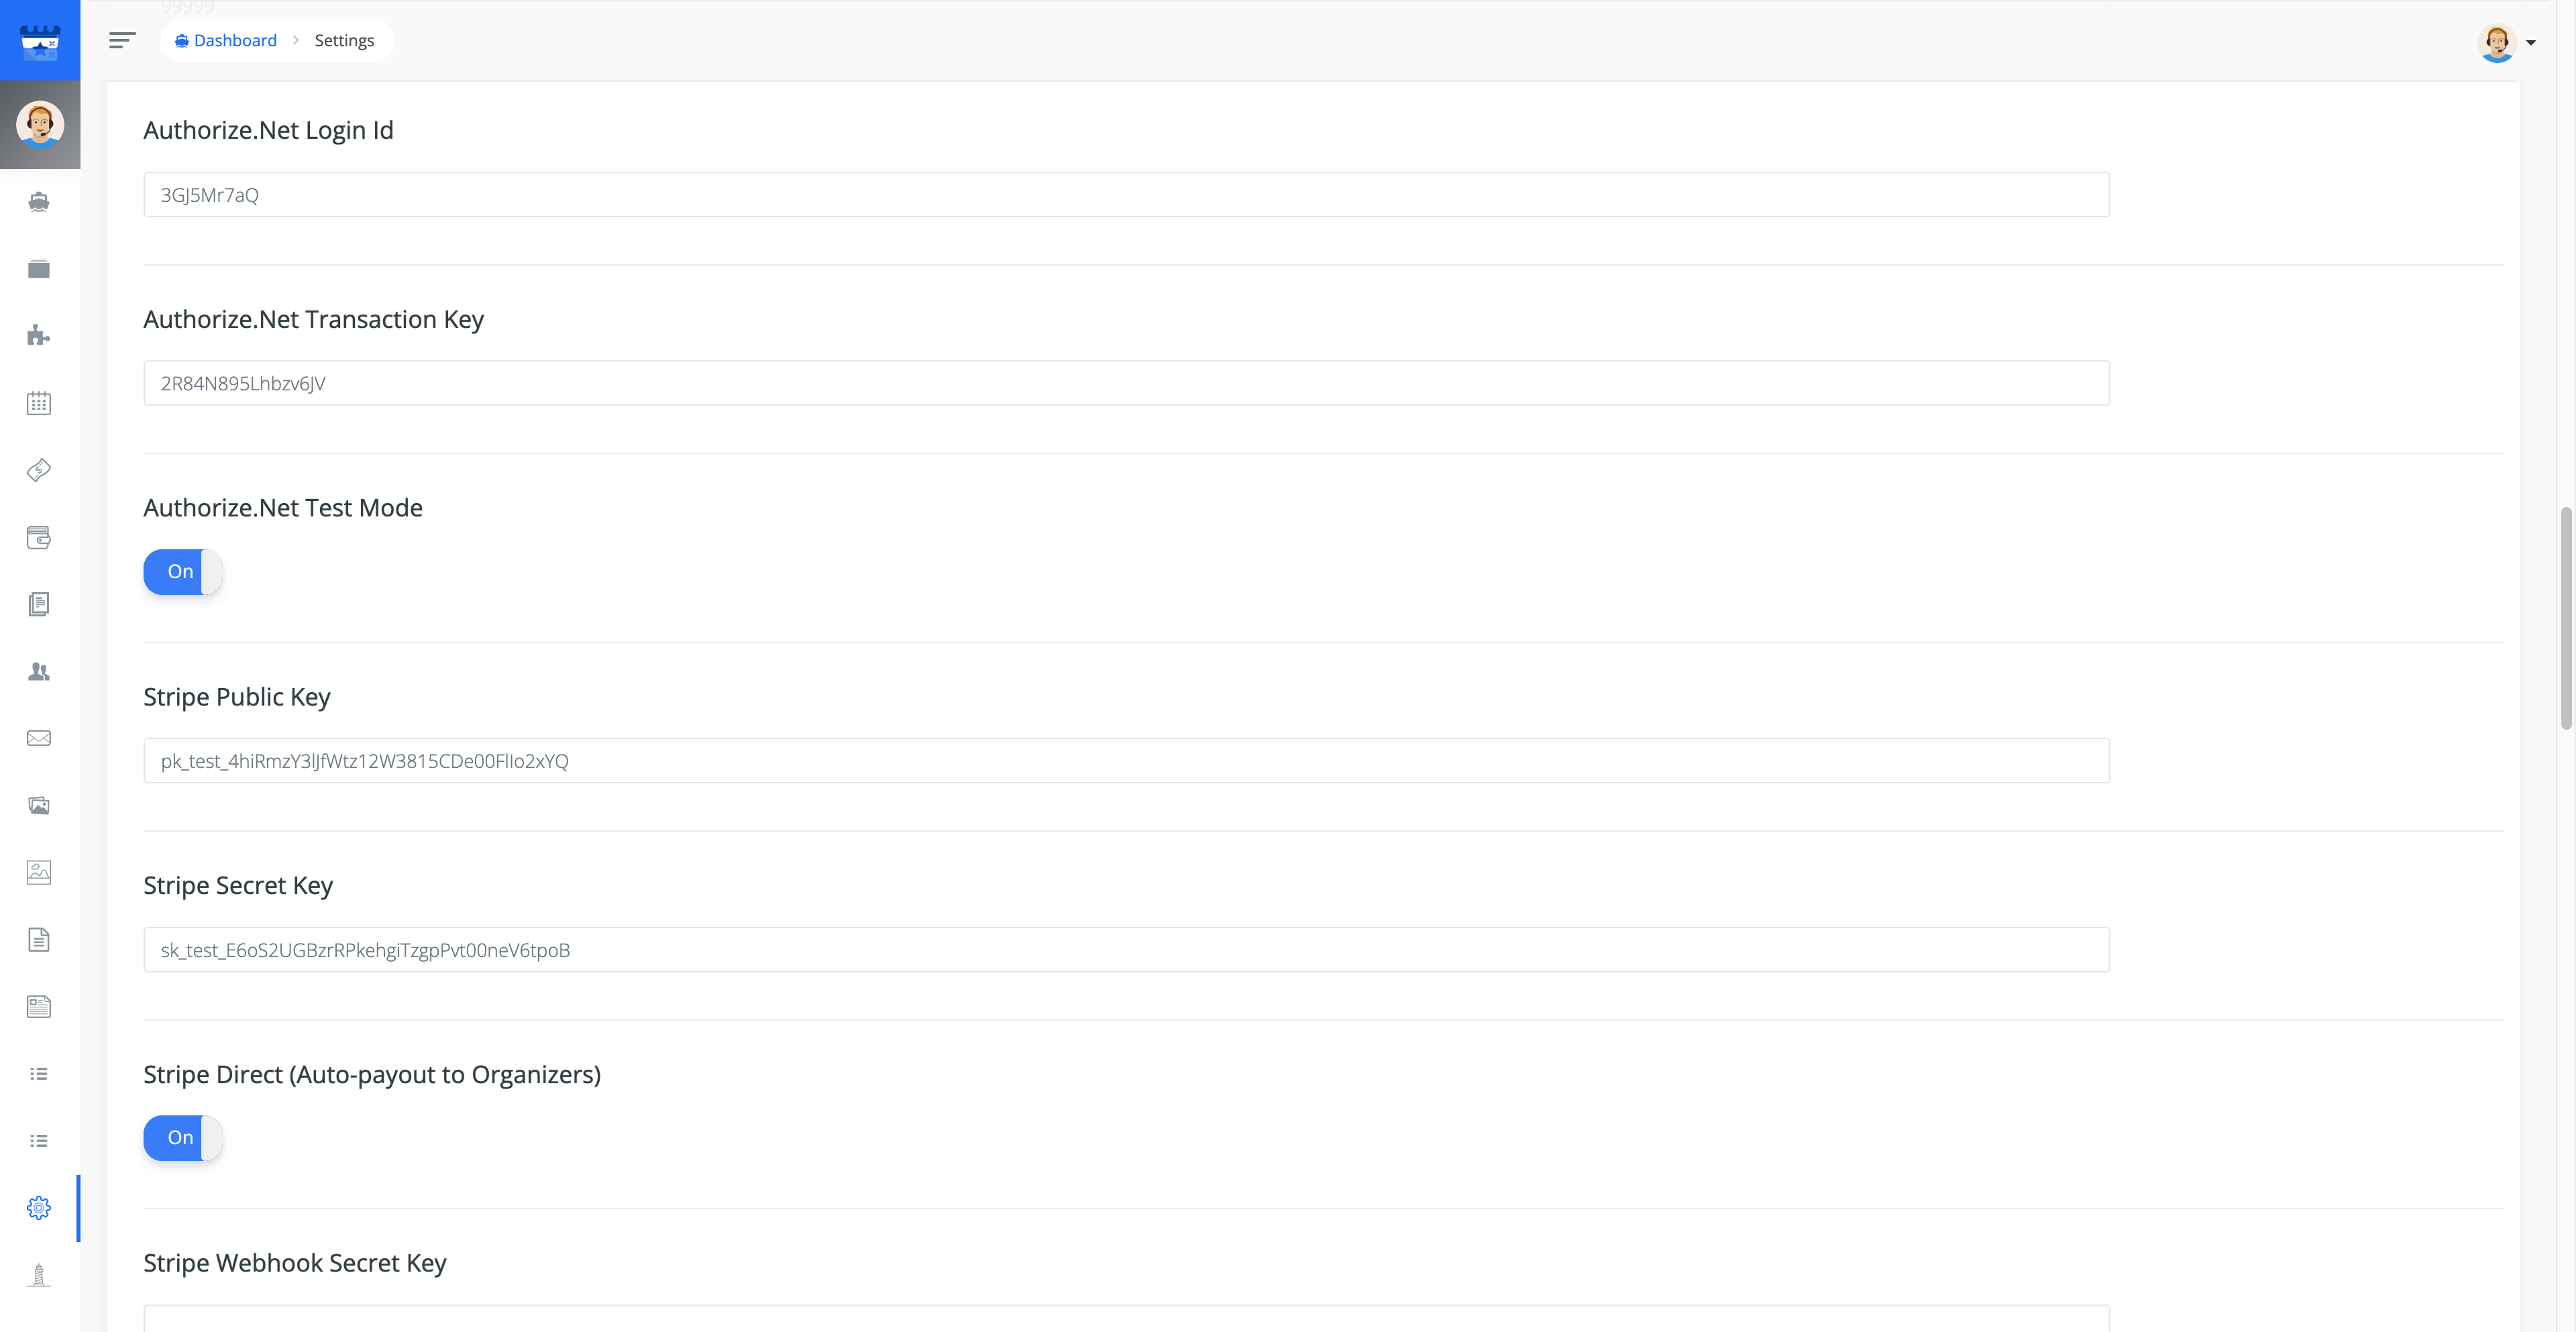 Dashboard > Settings
Authorize.Net Login Id
3GJ5Mr7aQ
Authorize.Net Transaction Key
2R84N895Lhbzv6JV
Authorize.Net Test Mode
On
Stripe Public Key
pk_test_4hiRmzY3lJfWtz12W3815CDe00FlIo2xYQ
Stripe Secret Key
sk_test_E6oS2UGBzrRPkehgiTzgpPvt00neV6tpoB
Stripe Direct (Auto-payout to Organizers)
On
Stripe Webhook Secret Key